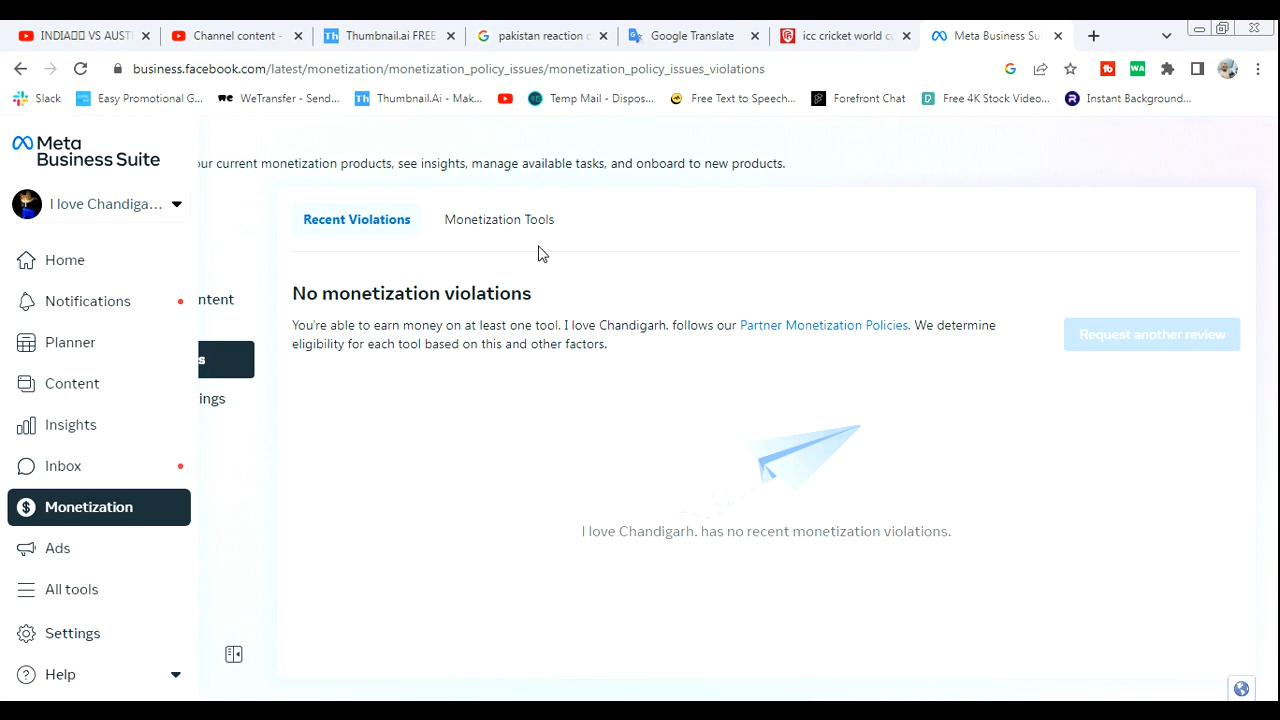 INDIA VS AUST
Channel content -
Thumbnail.ai FREE
pakistan reaction o
Google Translate
icc cricket world cu
Meta Business Sui
business.facebook.com/latest/monetization/monetization_policy_issues/monetization_policy_issues_violations
Slack
Easy Promotional G...
WeTransfer - Send...
Thumbnail.Ai - Mak...
Temp Mail - Dispos...
Free Text to Speech...
Forefront Chat
Free 4K Stock Video...
Instant Background...
Meta
Business Suite
I love Chandiga...
Home
Notifications
Planner
Content
Insights
Inbox
Monetization
Ads
All tools
Settings
Help
our current monetization products, see insights, manage available tasks, and onboard to new products.
ntent
s
ings
Recent Violations
Monetization Tools
No monetization violations
You're able to earn money on at least one tool. I love Chandigarh. follows our Partner Monetization Policies. We determine
eligibility for each tool based on this and other factors.
Request another review
I love Chandigarh. has no recent monetization violations.